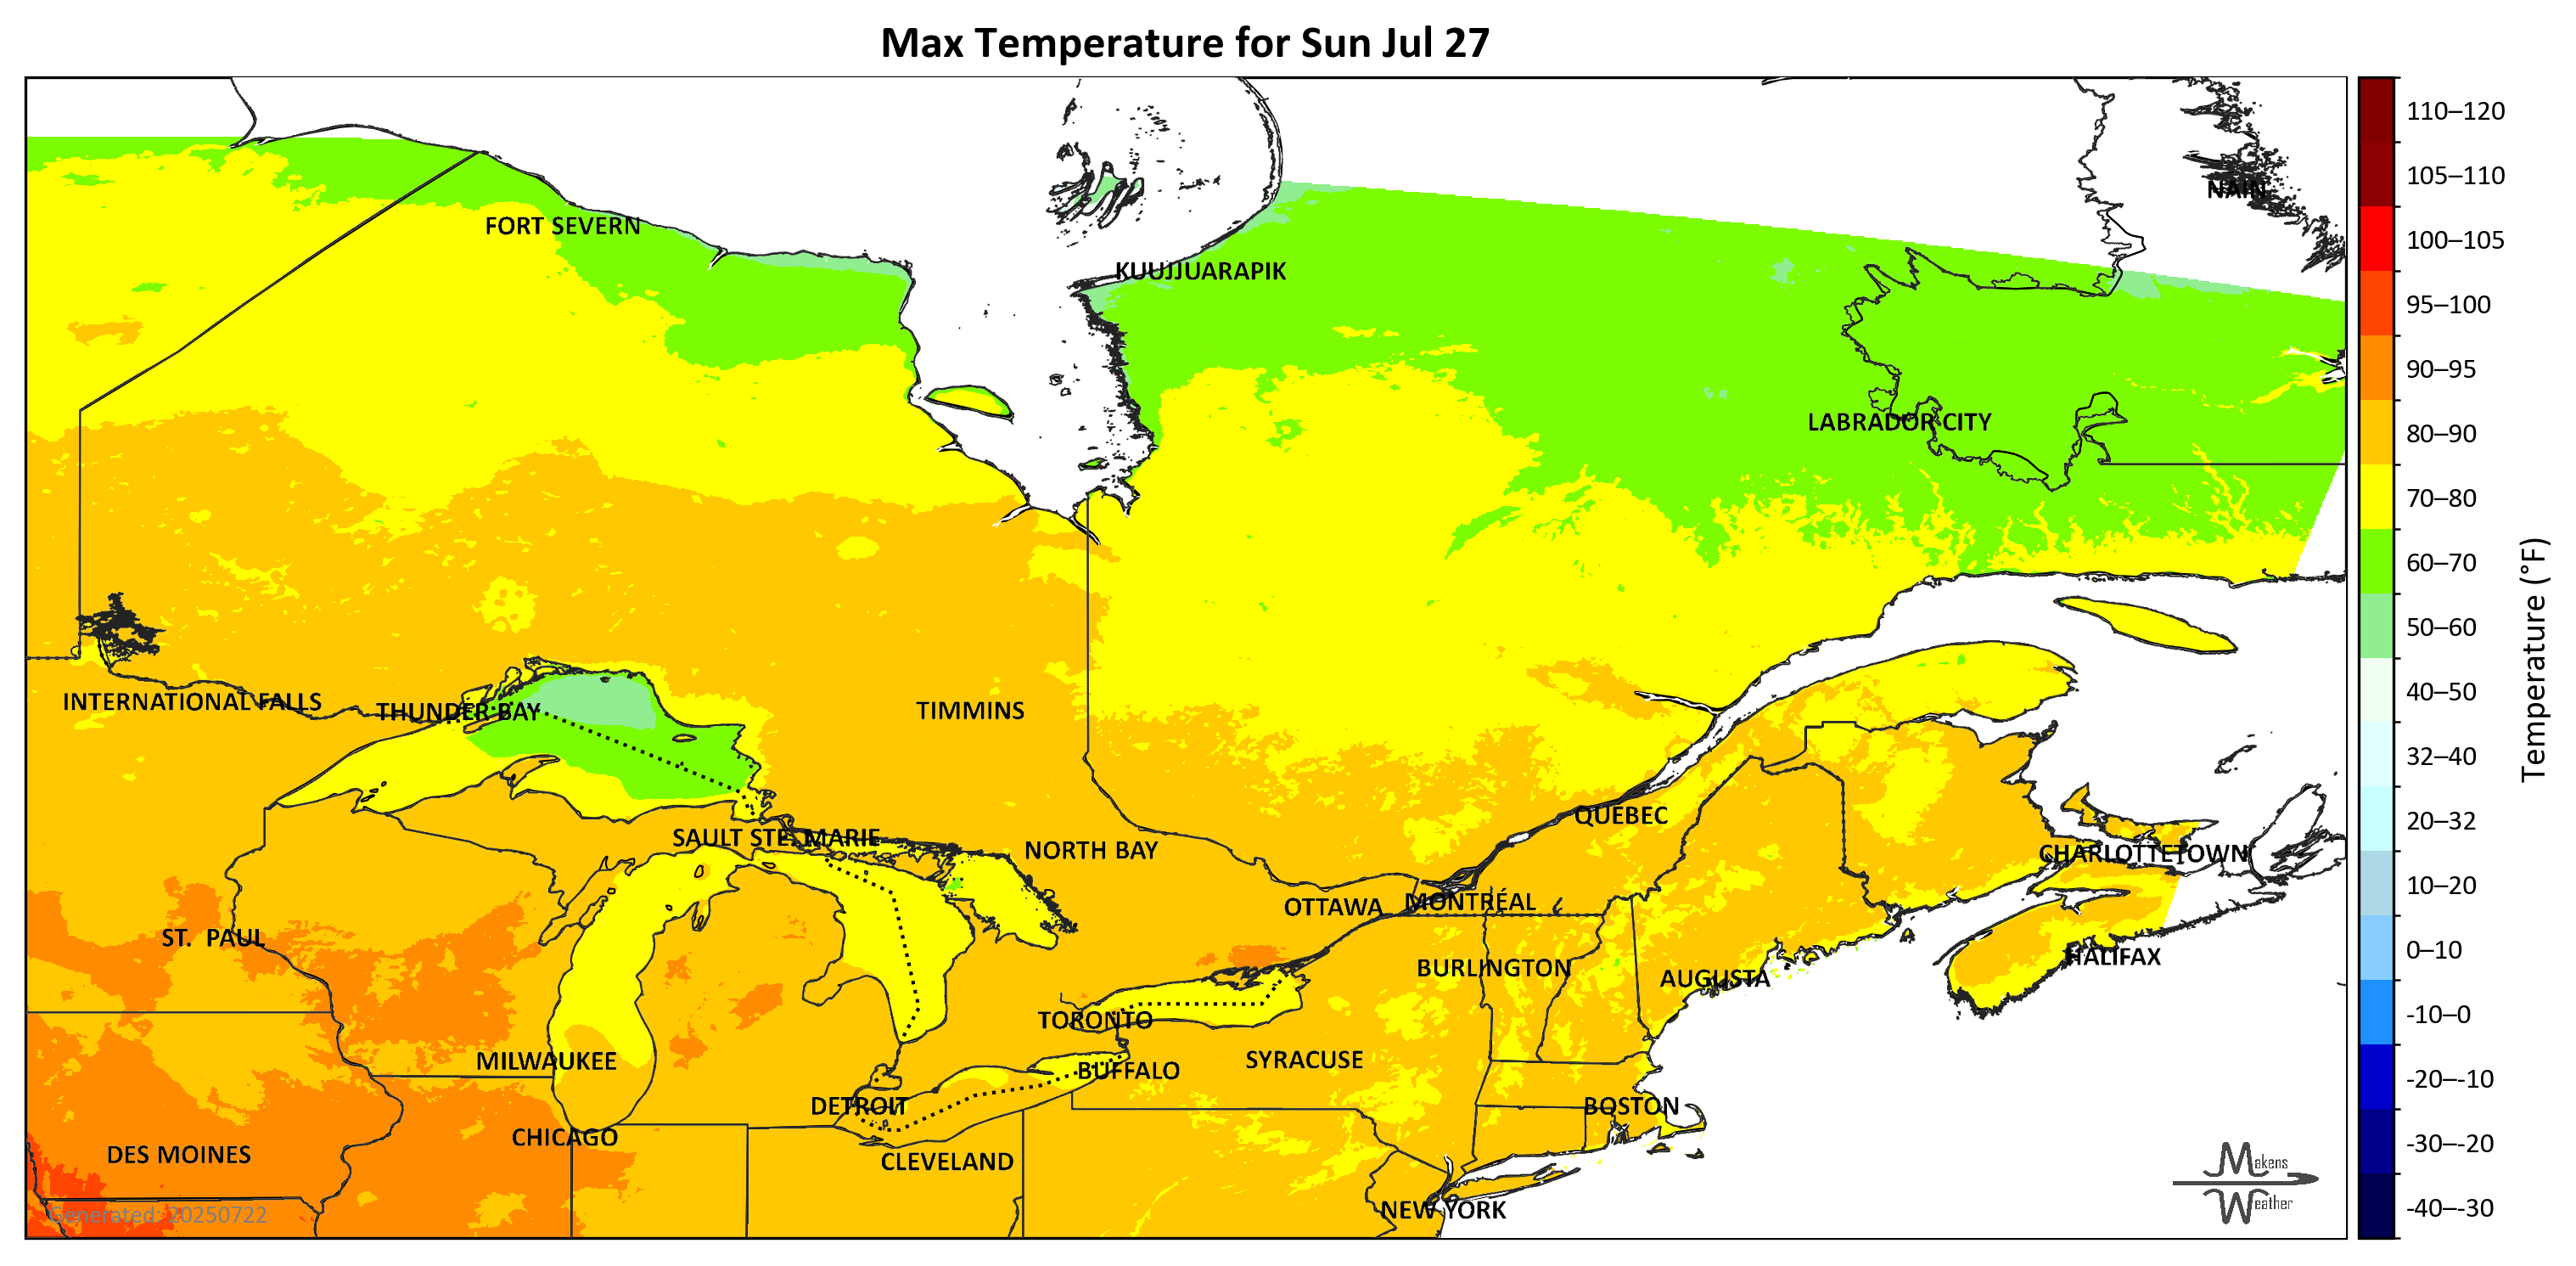 Max Temperature for Sun Jul 27
110–120
105–110
NAIN
FORT SEVERN
100–105
KUUJJUARAPIK
95–100
90–95
LABRADOR CITY
80–90
70–80
60–70
50–60
Temperature (°F)
INTERNATIONAL FALLS
THUNDER BAY
TIMMINS
40–50
32–40
QUEBEC
20–32
SAULT STE. MARIE
NORTH BAY
CHARLOTTETOWN
10–20
OTTAWA
MONTRÉAL
ST. PAUL
0–10
HALIFAX
BURLINGTON
AUGUSTA
TORONTO
-10–0
MILWAUKEE
SYRACUSE
BUFFALO
-20–-10
DETROIT
BOSTON
CHICAGO
-30–-20
DES MOINES
CLEVELAND
Makens
Weather
NEW YORK
-40–-30
Generated: 20250722